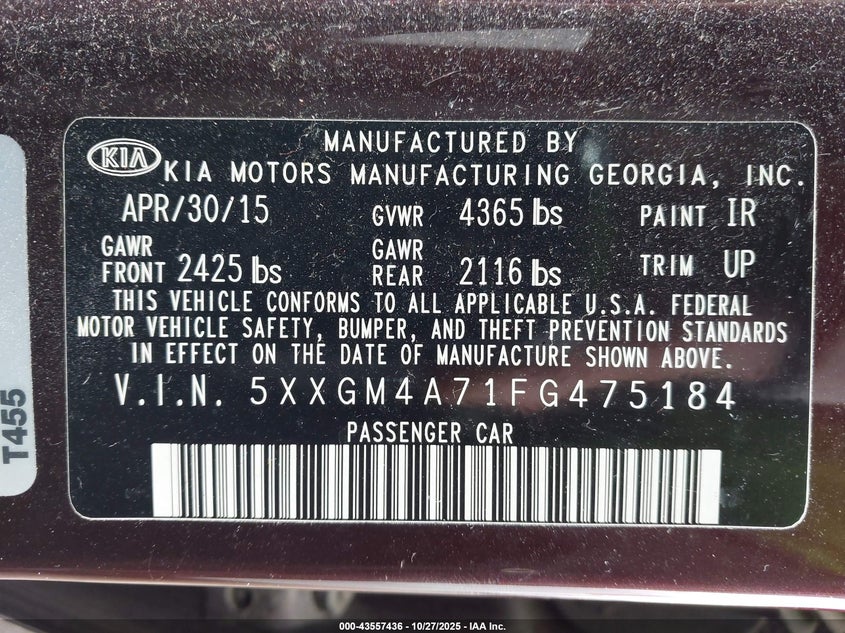 MANUFACTURED BY
KIA KIA MOTORS MANUFACTURING GEORGIA, INC.
APR/30/15 GVWR 4365 lbs PAINT IR
GAWR FRONT 2425 lbs GAWR REAR 2116 lbs TRIM UP
THIS VEHICLE CONFORMS TO ALL APPLICABLE U.S.A. FEDERAL
MOTOR VEHICLE SAFETY, BUMPER, AND THEFT PREVENTION STANDARDS
IN EFFECT ON THE DATE OF MANUFACTURE SHOWN ABOVE.
V.I.N. 5XXGM4A71FG475184
PASSENGER CAR
T455
000-43557436 | 10/27/2025 - IAA Inc.